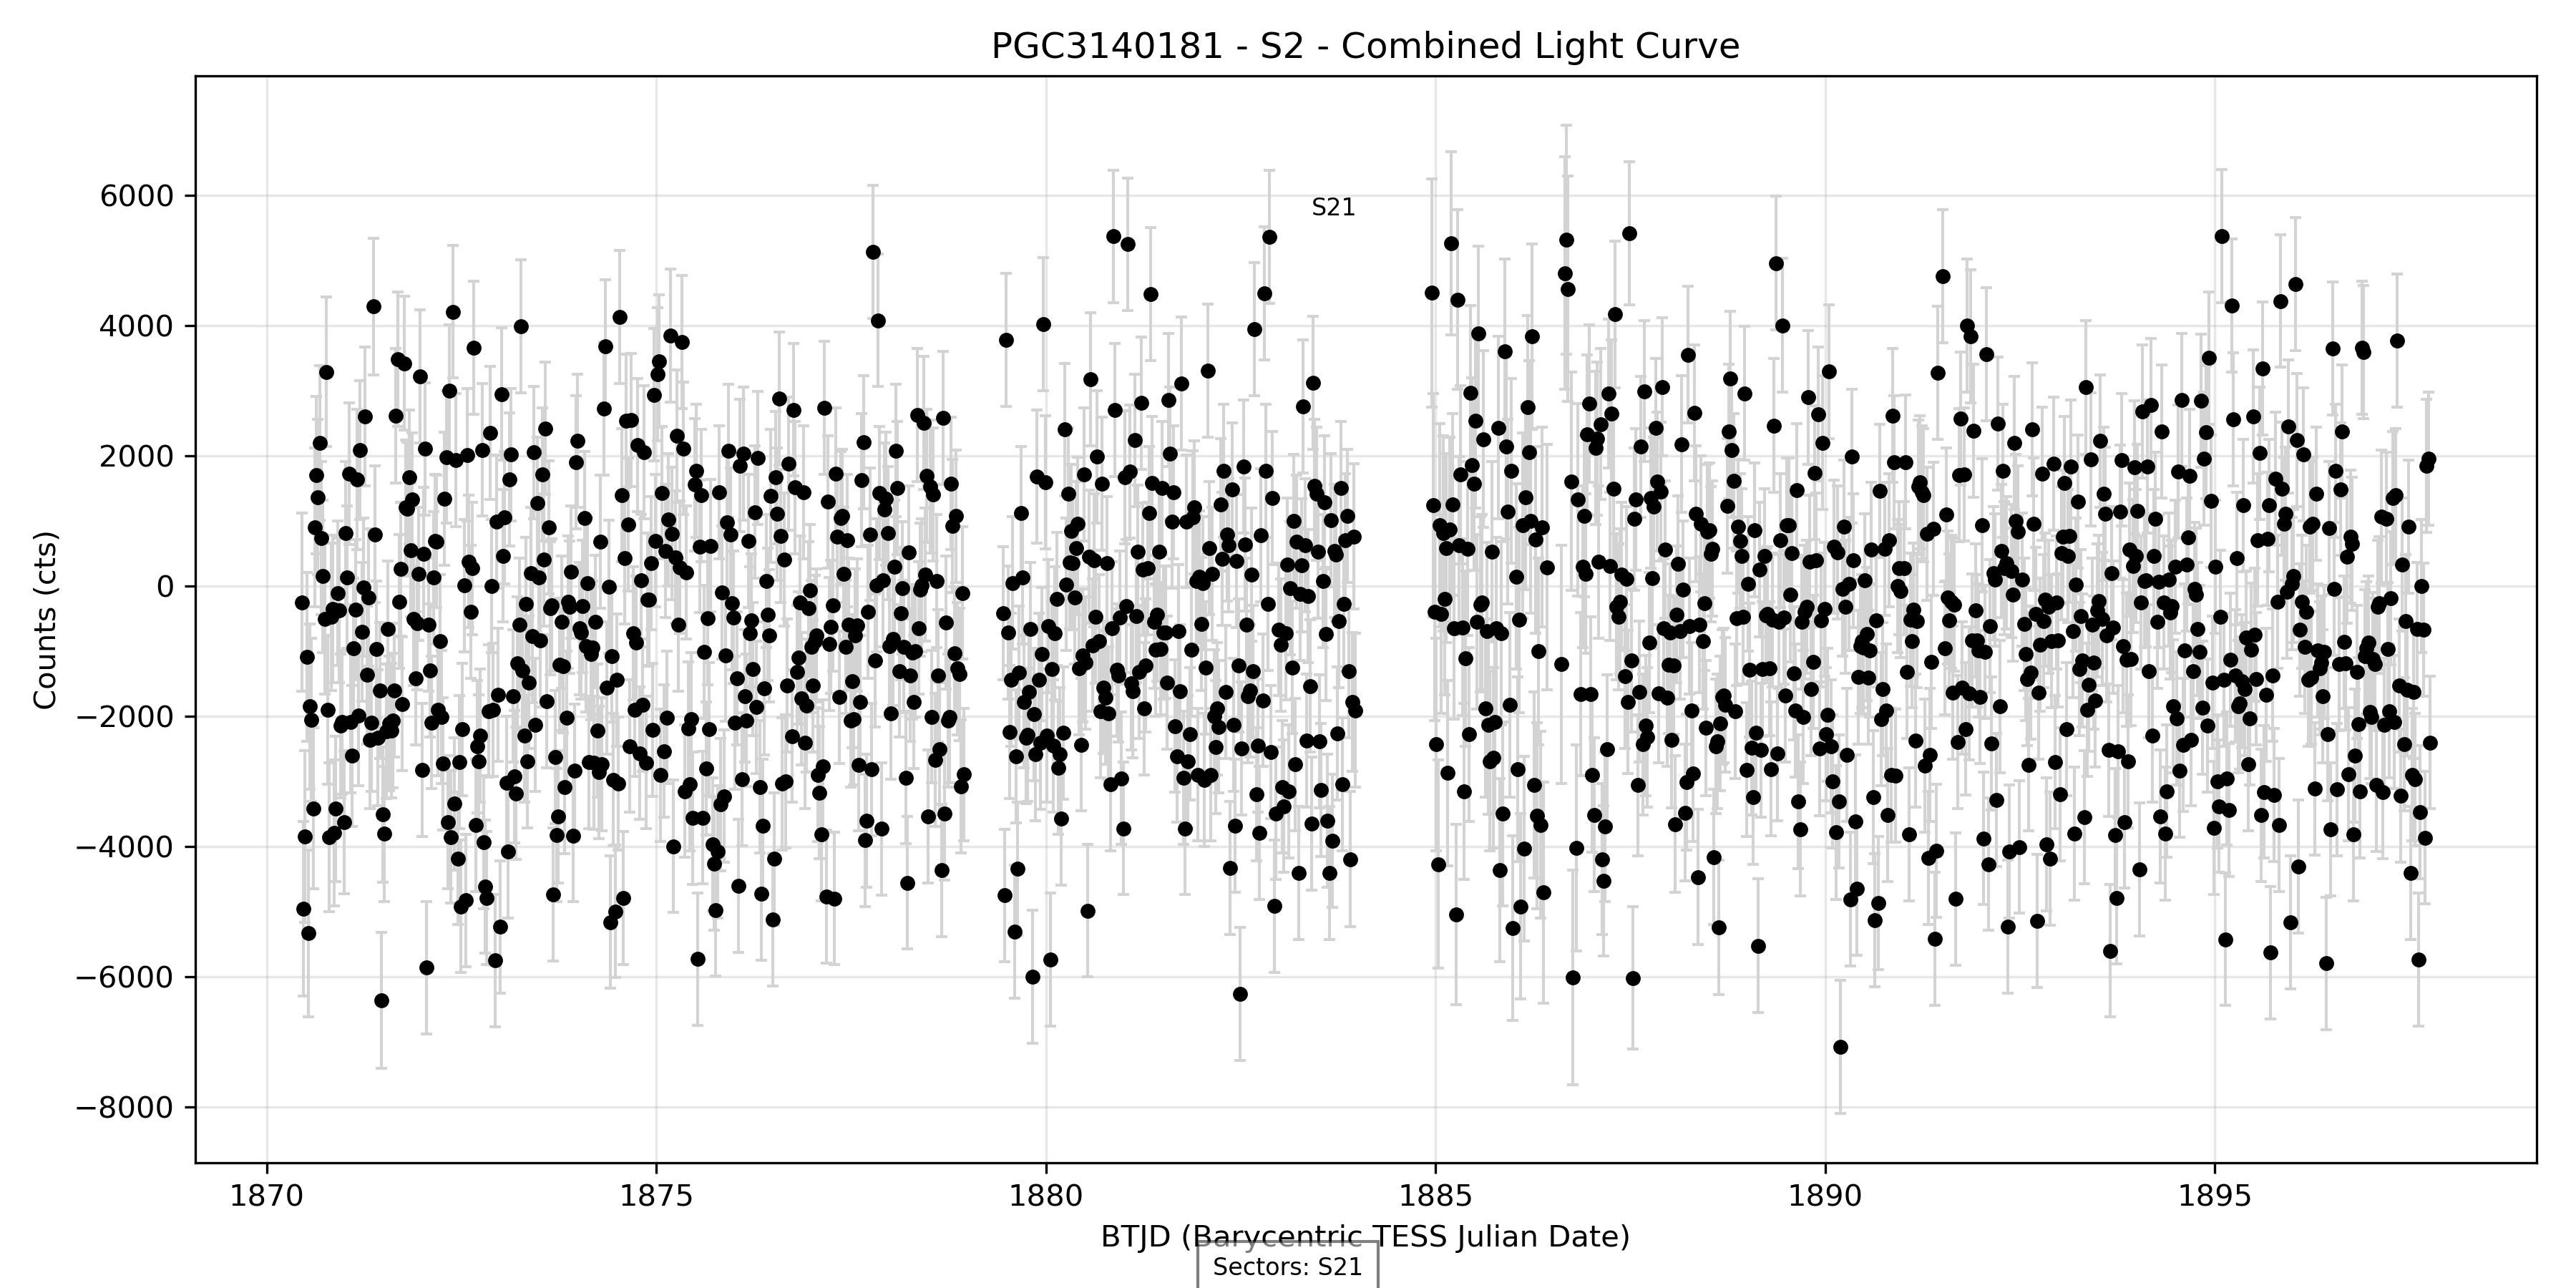 PGC3140181 - S2 - Combined Light Curve
6000
4000
2000
0
−2000
−4000
−6000
−8000
Counts (cts)
S21
1870
1875
1880
1885
1890
1895
BTJD (Barycentric TESS Julian Date)
Sectors: S21